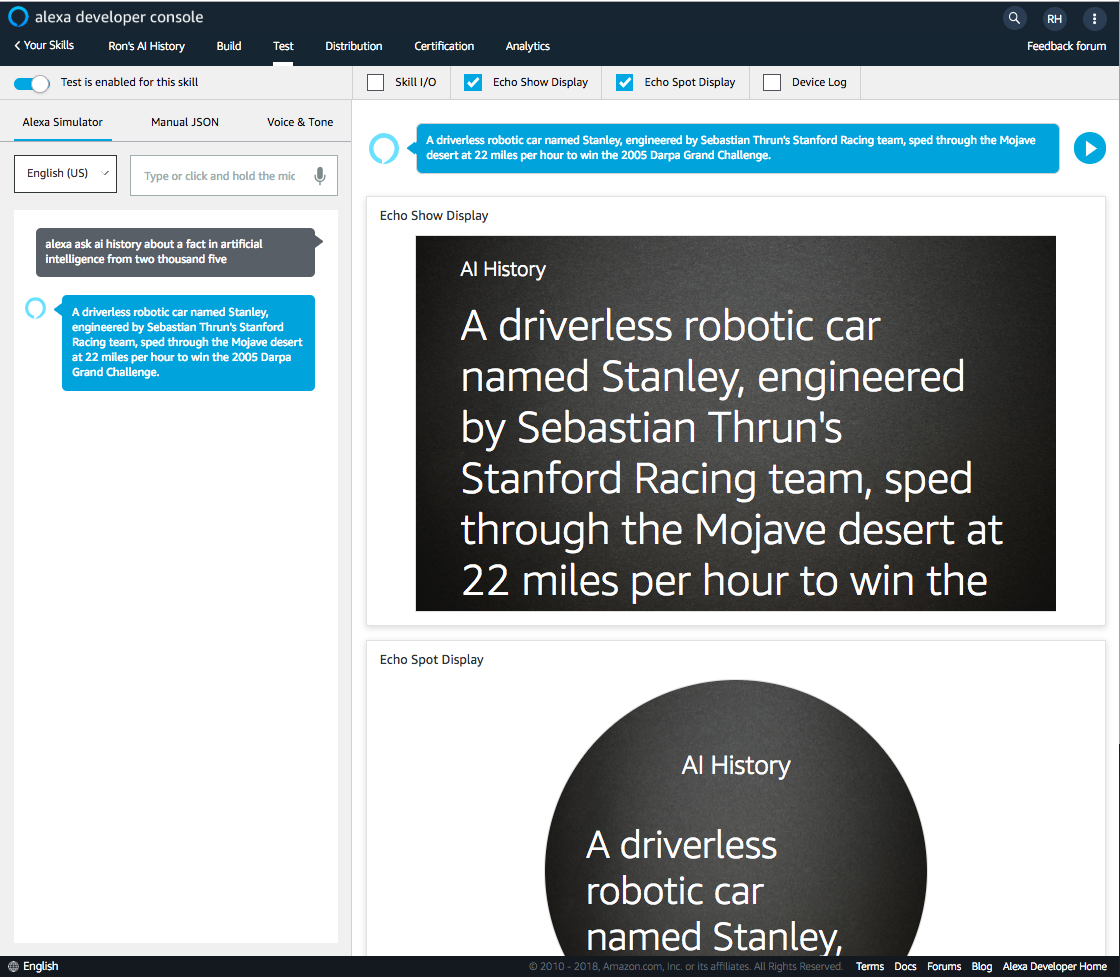 alexa developer console
RH
Your Skills
Ron's AI History
Build
Test
Distribution
Certification
Analytics
Feedback forum
Test is enabled for this skill
Skill I/O
Echo Show Display
Echo Spot Display
Device Log
Alexa Simulator
Manual JSON
Voice & Tone
English (US)
Type or click and hold the mic
alexa ask ai history about a fact in artificial
intelligence from two thousand five
A driverless robotic car named Stanley,
engineered by Sebastian Thrun's Stanford
Racing team, sped through the Mojave desert
at 22 miles per hour to win the 2005 Darpa
Grand Challenge.
A driverless robotic car named Stanley, engineered by Sebastian Thrun's Stanford Racing team, sped through the Mojave
desert at 22 miles per hour to win the 2005 Darpa Grand Challenge.
Echo Show Display
AI History
A driverless robotic car
named Stanley, engineered
by Sebastian Thrun's
Stanford Racing team, sped
through the Mojave desert at
22 miles per hour to win the
Echo Spot Display
AI History
A driverless
robotic car
named Stanley,
English
© 2010 - 2018, Amazon.com, Inc. or its affiliates. All Rights Reserved.
Terms
Docs
Forums
Blog
Alexa Developer Home